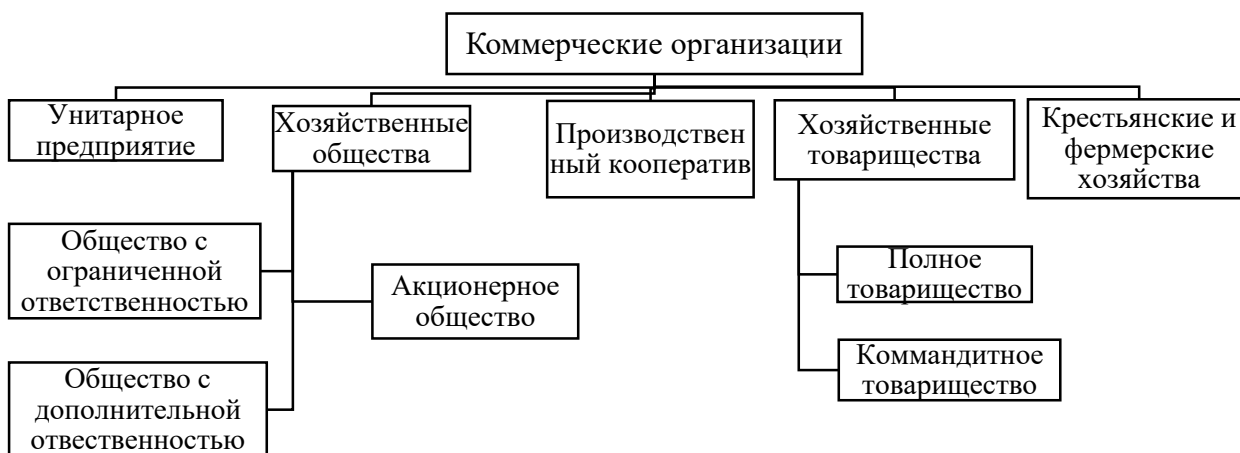 Коммерческие организации
Унитарное
предприятие
Хозяйственные
общества
Производствен
ный кооператив
Хозяйственные
товарищества
Крестьянские и
фермерские
хозяйства
Общество с
ограниченной
ответственностью
Акционерное
общество
Полное
товарищество
Общество с
дополнительной
отвественностью
Коммандитное
товарищество